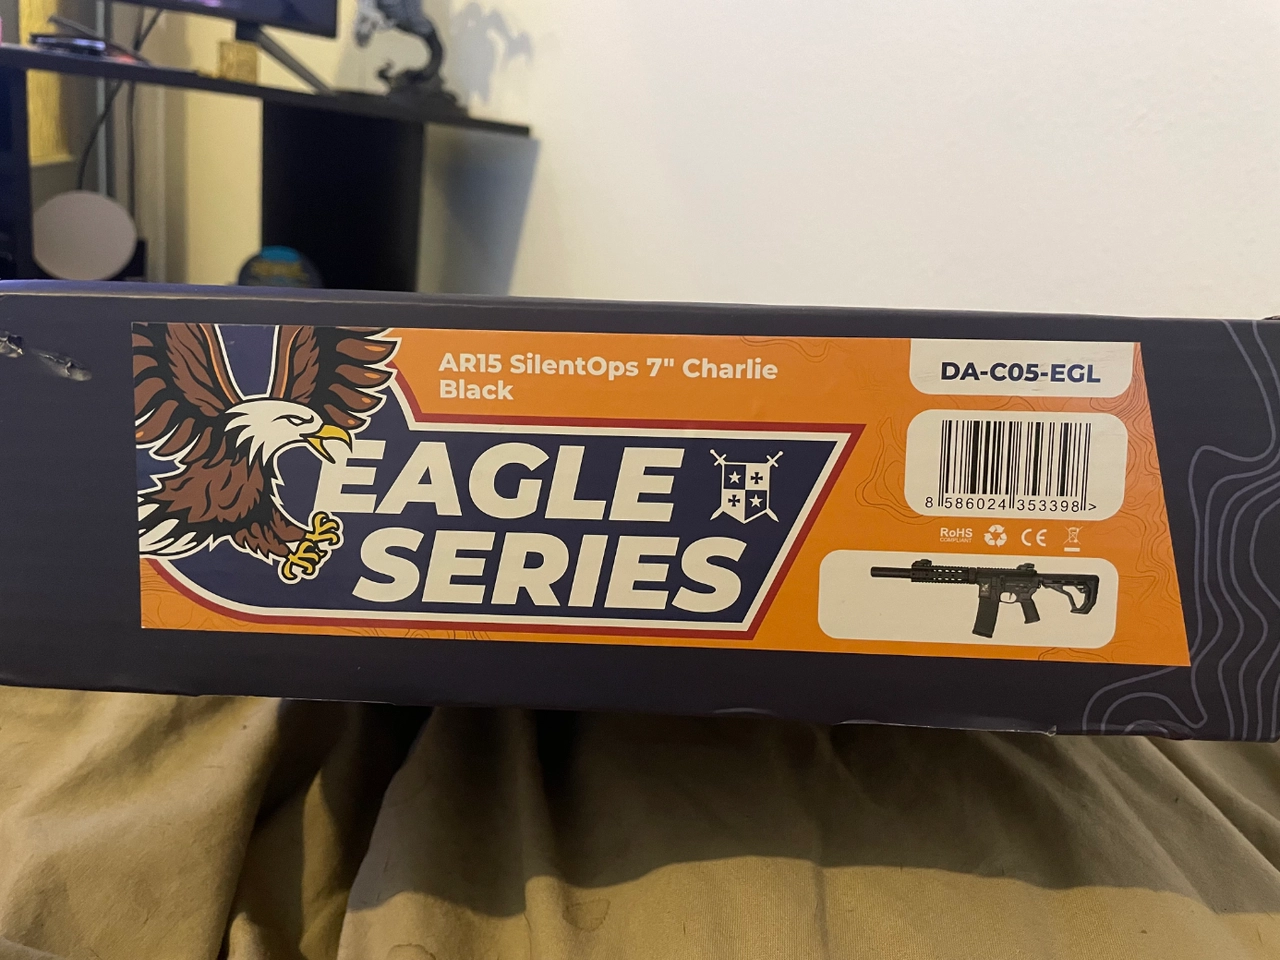 AR15 SilentOps 7" Charlie
Black
EAGLE
SERIES
DA-C05-EGL
8 586024 353398 >
RoHS
COMPLIANT
CE